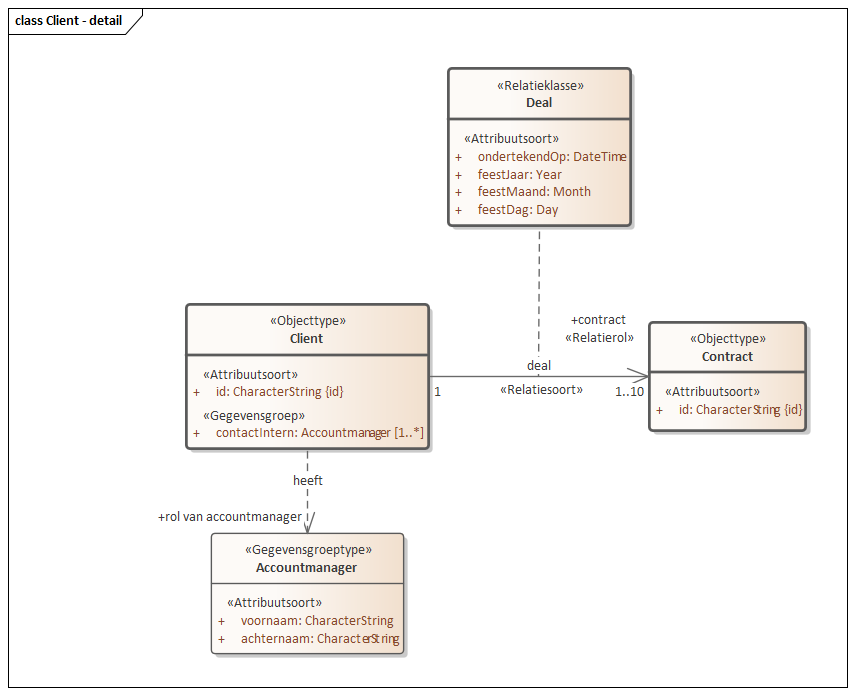 class Client - detail
«Relatieklasse»
Deal
«Attribuutsoort»
+ ondertekendOp: DateTime
+ feestJaar: Year
+ feestMaand: Month
+ feestDag: Day
«Objecttype»
Client
«Attribuutsoort»
+ id: CharacterString {id}
«Gegevensgroep»
+ contactIntern: Accountmanager [1..*]
+contract
«Relatierol»
deal
1
«Relatiesoort»
1..10
«Objecttype»
Contract
«Attribuutsoort»
+ id: CharacterString {id}
heeft
+rol van accountmanager
«Gegevensgroeptype»
Accountmanager
«Attribuutsoort»
+ voornaam: CharacterString
+ achternaam: CharacterString